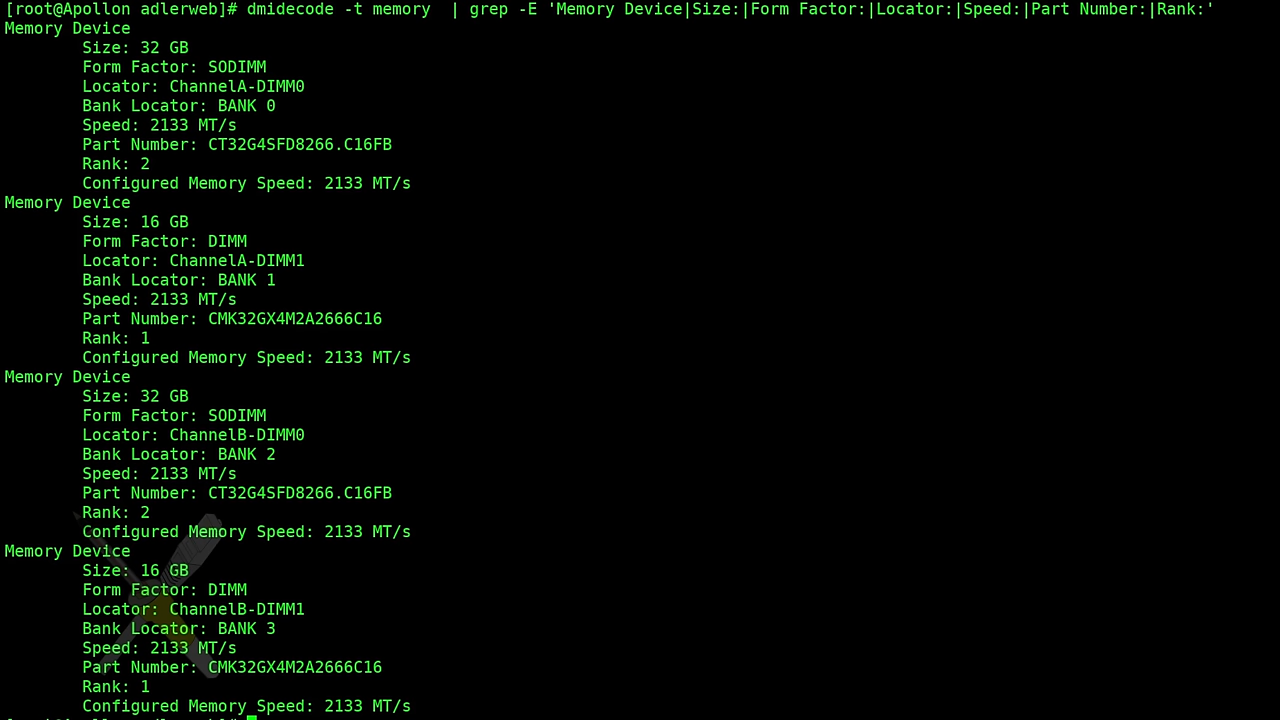 [root@Apollon adlerweb]# dmidecode -t memory  | grep -E 'Memory Device|Size:|Form Factor:|Locator:|Speed:|Part Number:|Rank:'
Memory Device
        Size: 32 GB
        Form Factor: SODIMM
        Locator: ChannelA-DIMM0
        Bank Locator: BANK 0
        Speed: 2133 MT/s
        Part Number: CT32G4SFD8266.C16FB
        Rank: 2
        Configured Memory Speed: 2133 MT/s
Memory Device
        Size: 16 GB
        Form Factor: DIMM
        Locator: ChannelA-DIMM1
        Bank Locator: BANK 1
        Speed: 2133 MT/s
        Part Number: CMK32GX4M2A2666C16
        Rank: 1
        Configured Memory Speed: 2133 MT/s
Memory Device
        Size: 32 GB
        Form Factor: SODIMM
        Locator: ChannelB-DIMM0
        Bank Locator: BANK 2
        Speed: 2133 MT/s
        Part Number: CT32G4SFD8266.C16FB
        Rank: 2
        Configured Memory Speed: 2133 MT/s
Memory Device
        Size: 16 GB
        Form Factor: DIMM
        Locator: ChannelB-DIMM1
        Bank Locator: BANK 3
        Speed: 2133 MT/s
        Part Number: CMK32GX4M2A2666C16
        Rank: 1
        Configured Memory Speed: 2133 MT/s